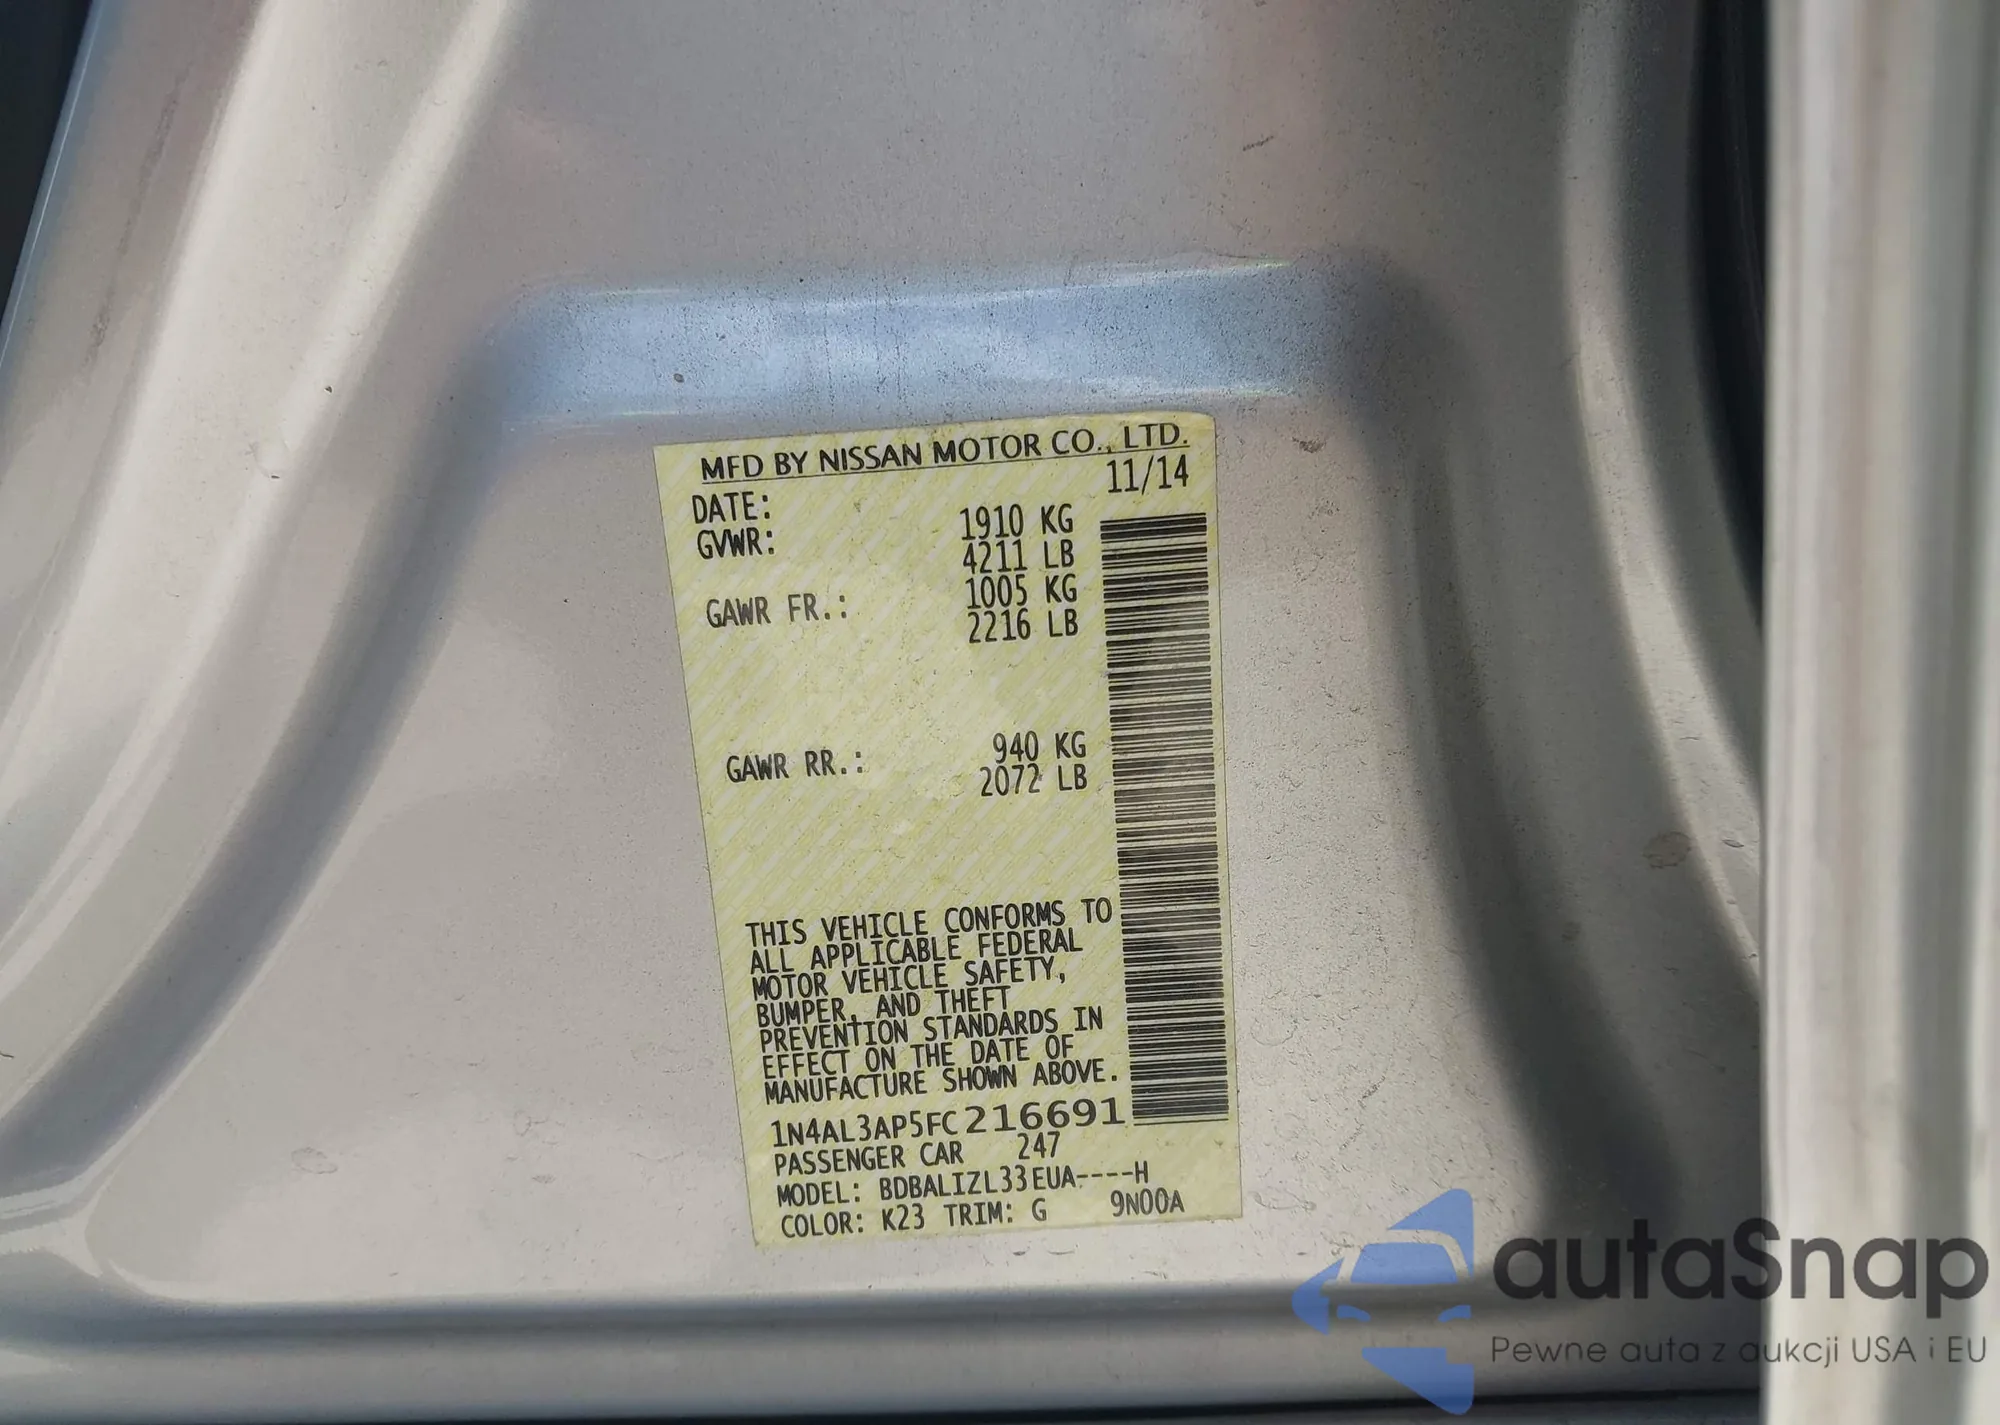 MFD BY NISSAN MOTOR CO., LTD.
DATE: 11/14
GVWR: 1910 KG
4211 LB
GAWR FR.: 1005 KG
2216 LB
GAWR RR.: 940 KG
2072 LB
THIS VEHICLE CONFORMS TO
ALL APPLICABLE FEDERAL
MOTOR VEHICLE SAFETY,
BUMPER, AND THEFT
PREVENTION STANDARDS IN
EFFECT ON THE DATE OF
MANUFACTURE SHOWN ABOVE.
1N4AL3AP5FC216691
PASSENGER CAR 247
MODEL: BDBALIZL33EUA----H
COLOR: K23 TRIM: G 9N00A
autaSnap
Pewne auta z aukcji USA i EU